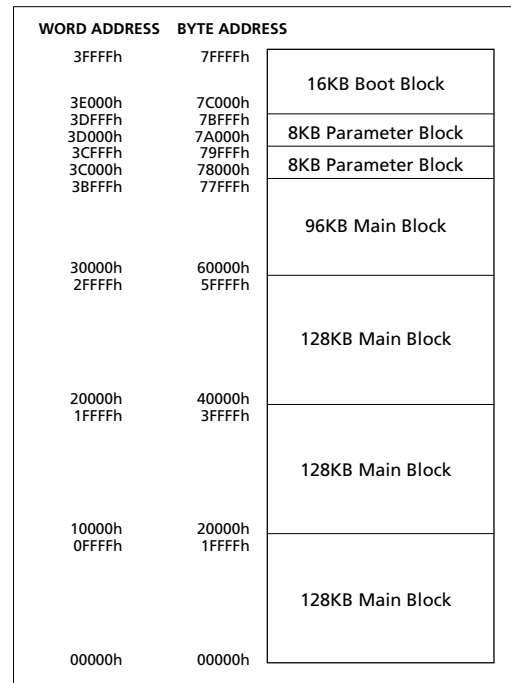 WORD ADDRESS BYTE ADDRESS
3FFFFh 7FFFFh
16KB Boot Block
3E000h 7C000h
3DFFFh 7BFFFh
8KB Parameter Block
3D000h 7A000h
3CFFFh 79FFFh
8KB Parameter Block
3C000h 78000h
3BFFFh 77FFFh
96KB Main Block
30000h 60000h
2FFFFh 5FFFFh
128KB Main Block
20000h 40000h
1FFFFh 3FFFFh
128KB Main Block
10000h 20000h
0FFFFh 1FFFFh
128KB Main Block
00000h 00000h